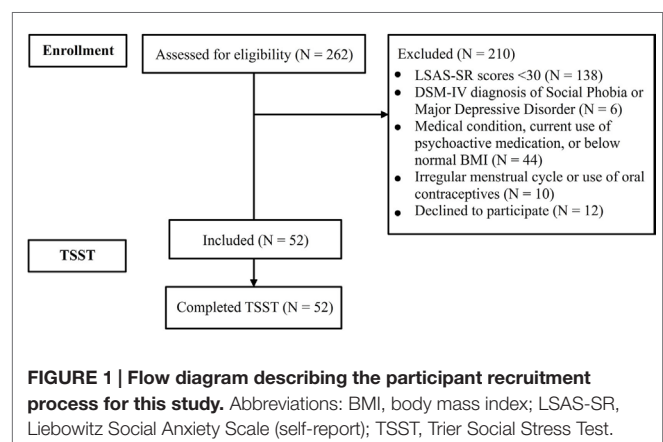 Enrollment
Assessed for eligibility (N = 262)
Excluded (N = 210)
● LSAS-SR scores <30 (N = 138)
● DSM-IV diagnosis of Social Phobia or
Major Depressive Disorder (N = 6)
● Medical condition, current use of
psychoactive medication, or below
normal BMI (N = 44)
● Irregular menstrual cycle or use of oral
contraceptives (N = 10)
● Declined to participate (N = 12)
Included (N = 52)
TSST
Completed TSST (N = 52)
FIGURE 1 | Flow diagram describing the participant recruitment
process for this study. Abbreviations: BMI, body mass index; LSAS-SR,
Liebowitz Social Anxiety Scale (self-report); TSST, Trier Social Stress Test.